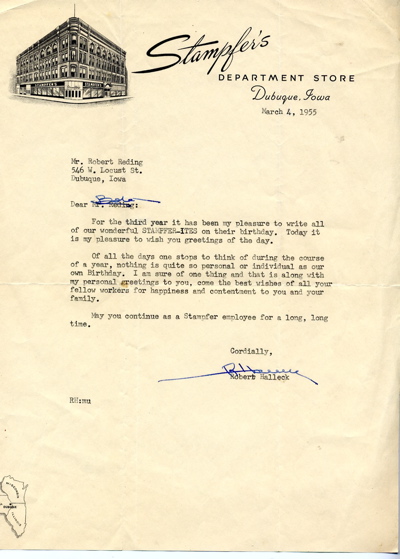 Stampfer's
DEPARTMENT STORE
Dubuque, Iowa
March 4, 1955
Mr. Robert Reding
546 W. Locust St.
Dubuque, Iowa
Dear Mr. Reding:
For the third year it has been my pleasure to write all
of our wonderful STAMPFER-ITES on their birthday. Today it
is my pleasure to wish you greetings of the day.
Of all the days one stops to think of during the course
of a year, nothing is quite so personal or individual as our
own Birthday. I am sure of one thing and that is along with
my personal greetings to you, come the best wishes of all your
fellow workers for happiness and contentment to you and your
family.
May you continue as a Stampfer employee for a long, long
time.
Cordially,
Robert Halleck
RH:mu